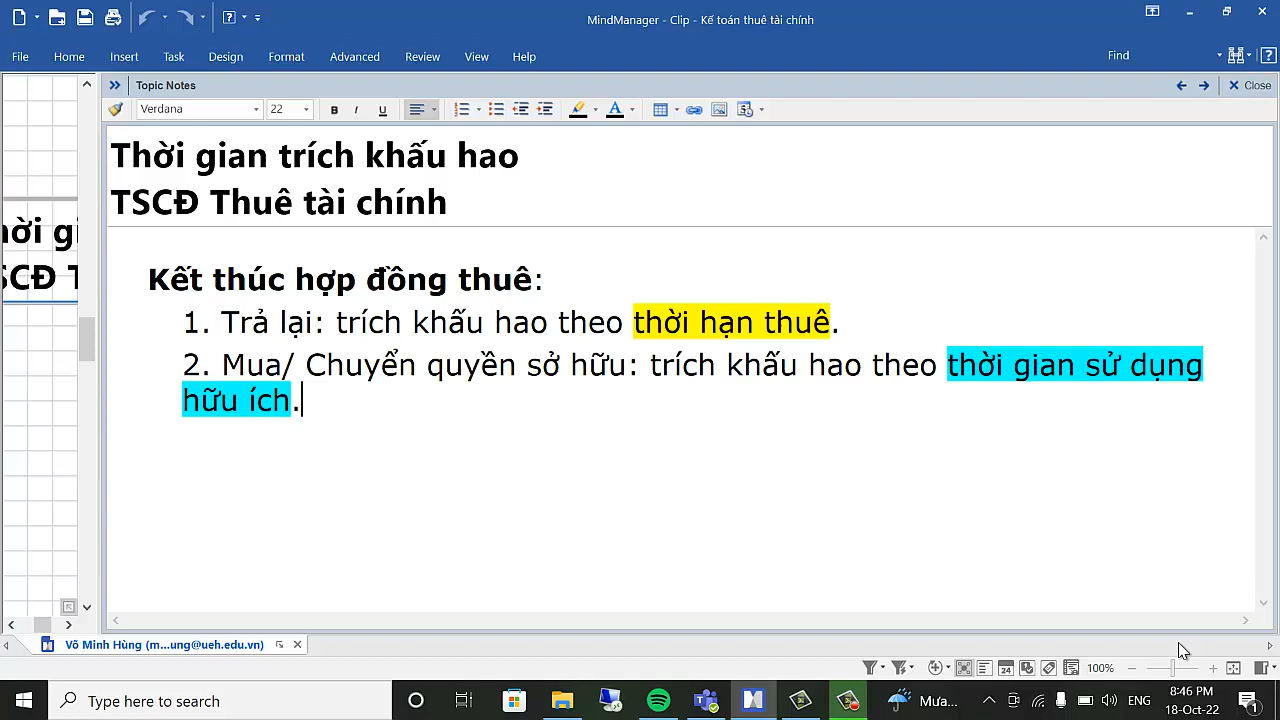 MindManager - Clip - Kế toán thuê tài chính
File Home Insert Task Design Format Advanced Review View Help Find
Topic Notes Close
Verdana 22 B I U A
Thời gian trích khấu hao
TSCĐ Thuê tài chính
Kết thúc hợp đồng thuê:
1. Trả lại: trích khấu hao theo thời hạn thuê.
2. Mua/ Chuyển quyền sở hữu: trích khấu hao theo thời gian sử dụng
hữu ích.
Võ Minh Hùng (m...ung@ueh.edu.vn)
24 100%
Type here to search Mưa... ENG 8:46 PM
18-Oct-22 1